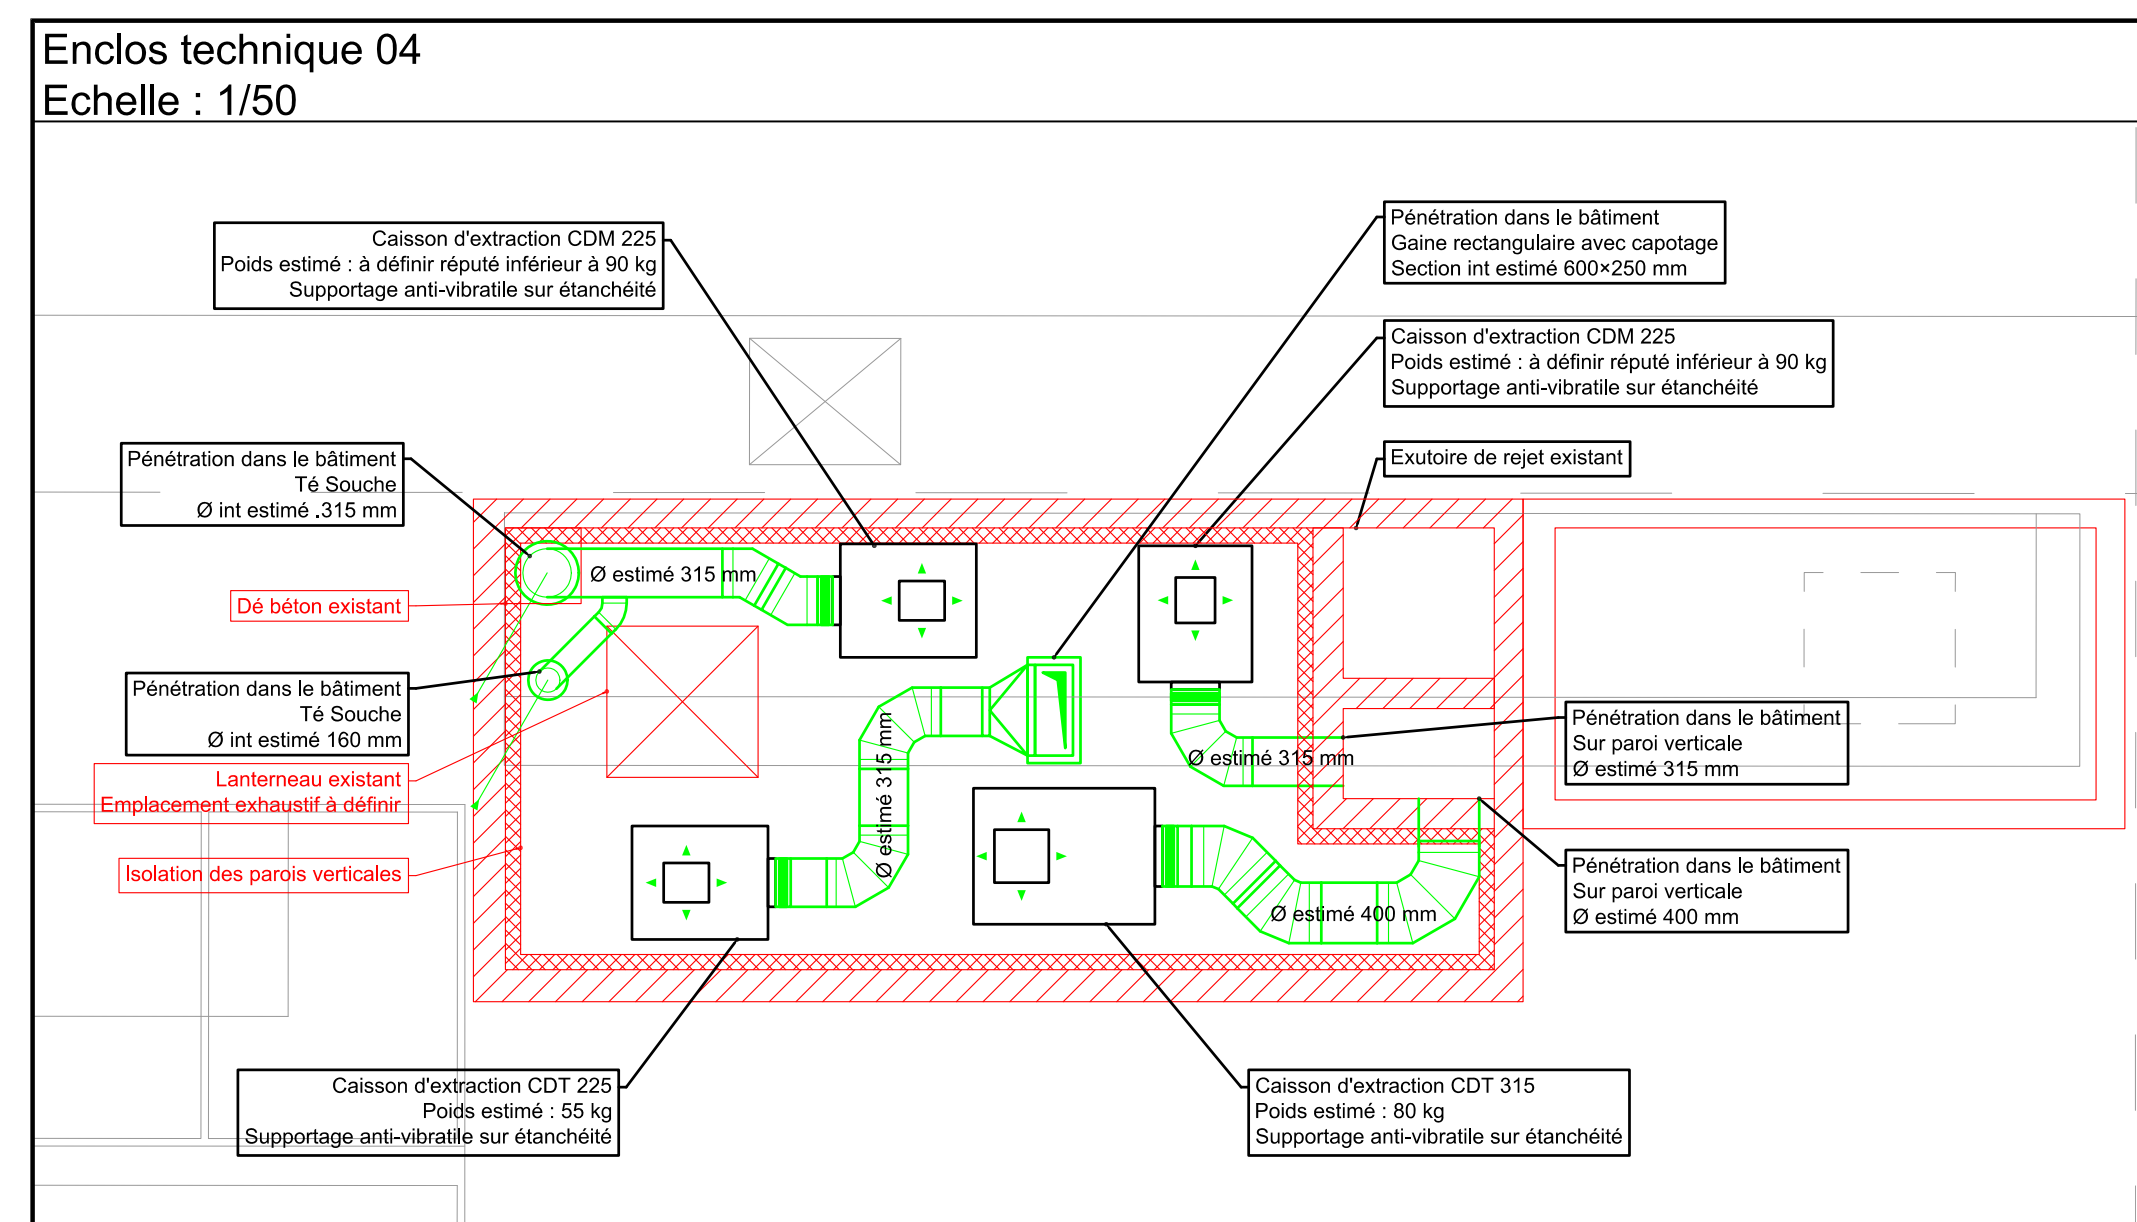 Enclos technique 04
Echelle : 1/50
Pénétration dans le bâtiment
Gaine rectangulaire avec capotage
Section int estimé 600×250 mm
Caisson d'extraction CDM 225
Poids estimé : à définir réputé inférieur à 90 kg
Supportage anti-vibratile sur étanchéité
Caisson d'extraction CDM 225
Poids estimé : à définir réputé inférieur à 90 kg
Supportage anti-vibratile sur étanchéité
Exutoire de rejet existant
Pénétration dans le bâtiment
Té Souche
Ø int estimé .315 mm
Ø estimé 315 mm
Dé béton existant
Pénétration dans le bâtiment
Té Souche
Ø int estimé 160 mm
Pénétration dans le bâtiment
Sur paroi verticale
Ø estimé 315 mm
Ø estimé 315 mm
Ø estimé 315 mm
Lanterneau existant
Emplacement exhaustif à définir
Isolation des parois verticales
Pénétration dans le bâtiment
Sur paroi verticale
Ø estimé 400 mm
Ø estimé 400 mm
Caisson d'extraction CDT 225
Poids estimé : 55 kg
Supportage anti-vibratile sur étanchéité
Caisson d'extraction CDT 315
Poids estimé : 80 kg
Supportage anti-vibratile sur étanchéité